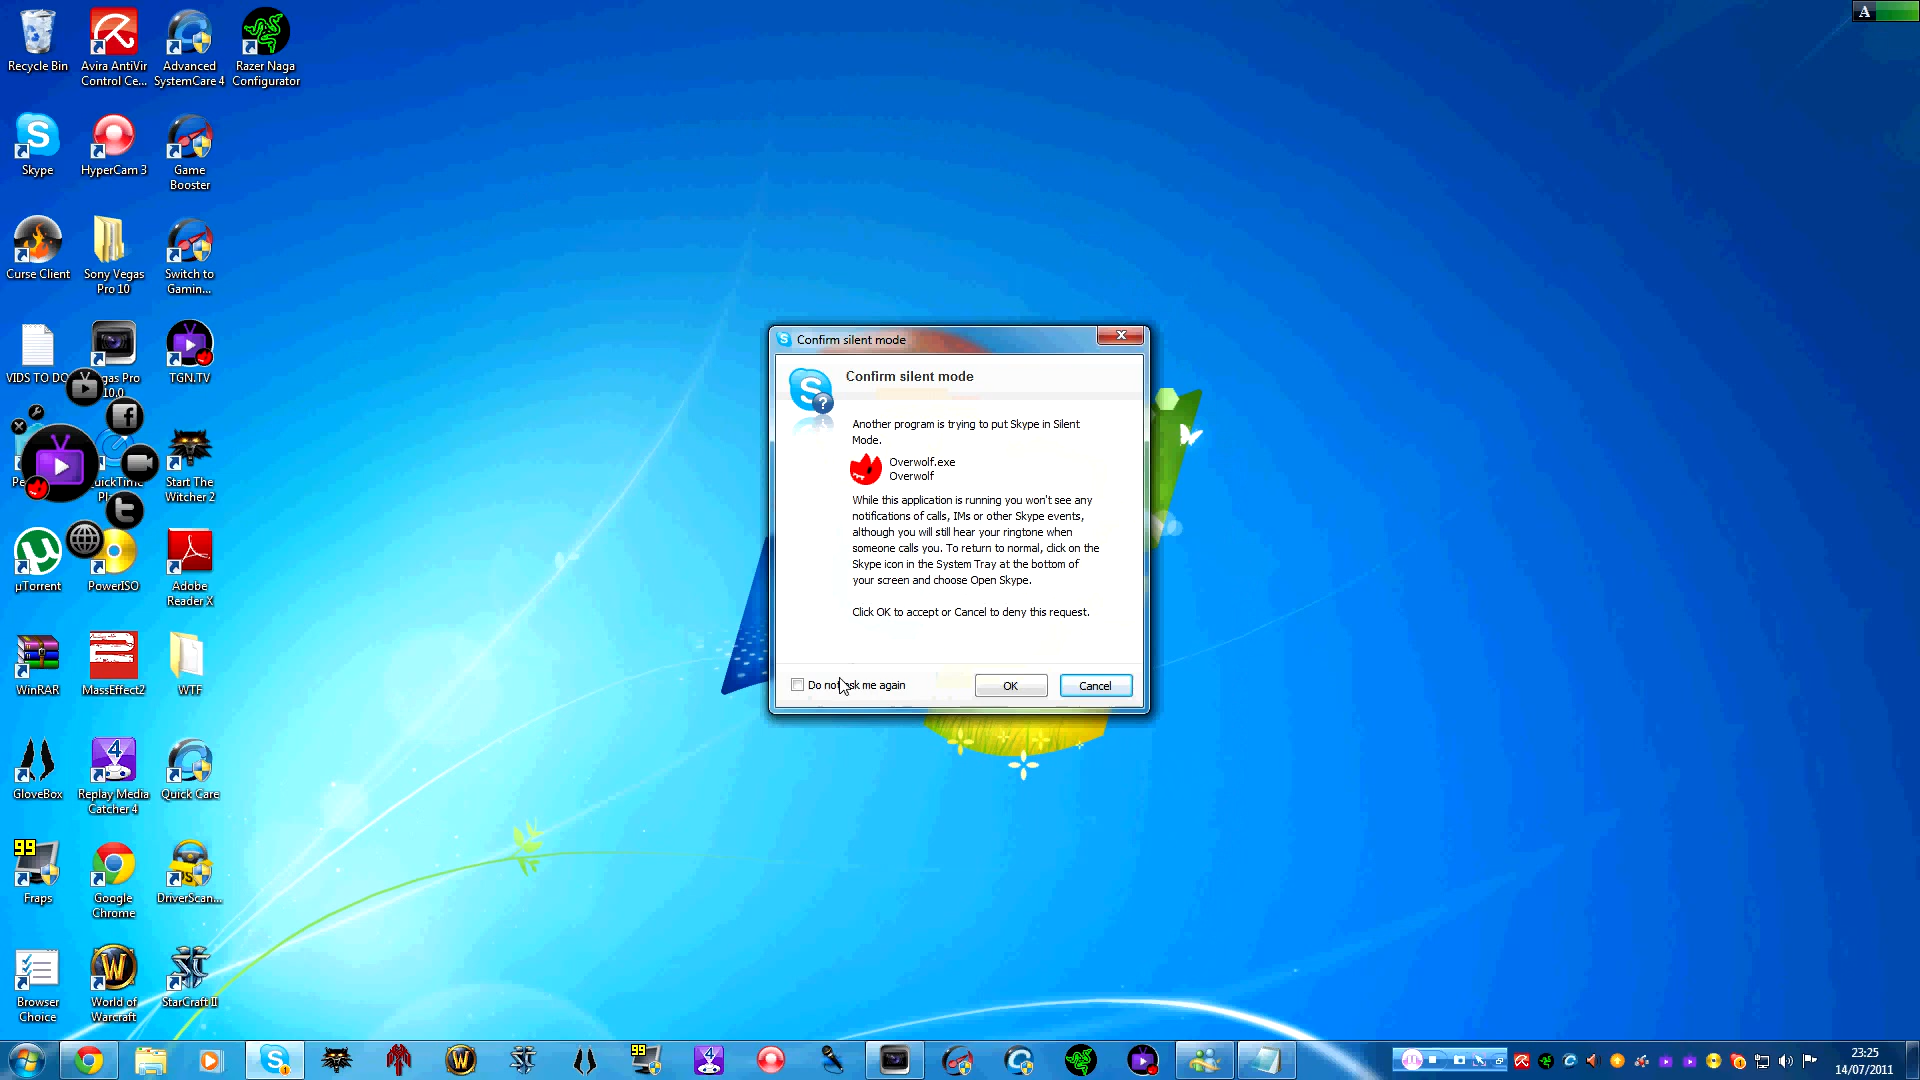 A
Recycle Bin
Avira AntiVir
Control Ce...
Advanced
SystemCare 4
Razer Naga
Configurator
Skype
HyperCam 3
Game
Booster
Curse Client
Sony Vegas
Pro 10
Switch to
Gamin...
VIDS TO DO
gas Pro
10.0
TGN.TV
Pe
uickTime
Pl
Start The
Witcher 2
µTorrent
PowerISO
Adobe
Reader X
WinRAR
MassEffect2
WTF
GloveBox
Replay Media
Catcher 4
Quick Care
99
Fraps
Google
Chrome
DriverScan...
Browser
Choice
World of
Warcraft
StarCraft II
Confirm silent mode
Confirm silent mode
Another program is trying to put Skype in Silent
Mode.
Overwolf.exe
Overwolf
While this application is running you won't see any
notifications of calls, IMs or other Skype events,
although you will still hear your ringtone when
someone calls you. To return to normal, click on the
Skype icon in the System Tray at the bottom of
your screen and choose Open Skype.
Click OK to accept or Cancel to deny this request.
Do not ask me again
OK
Cancel
23:25
14/07/2011